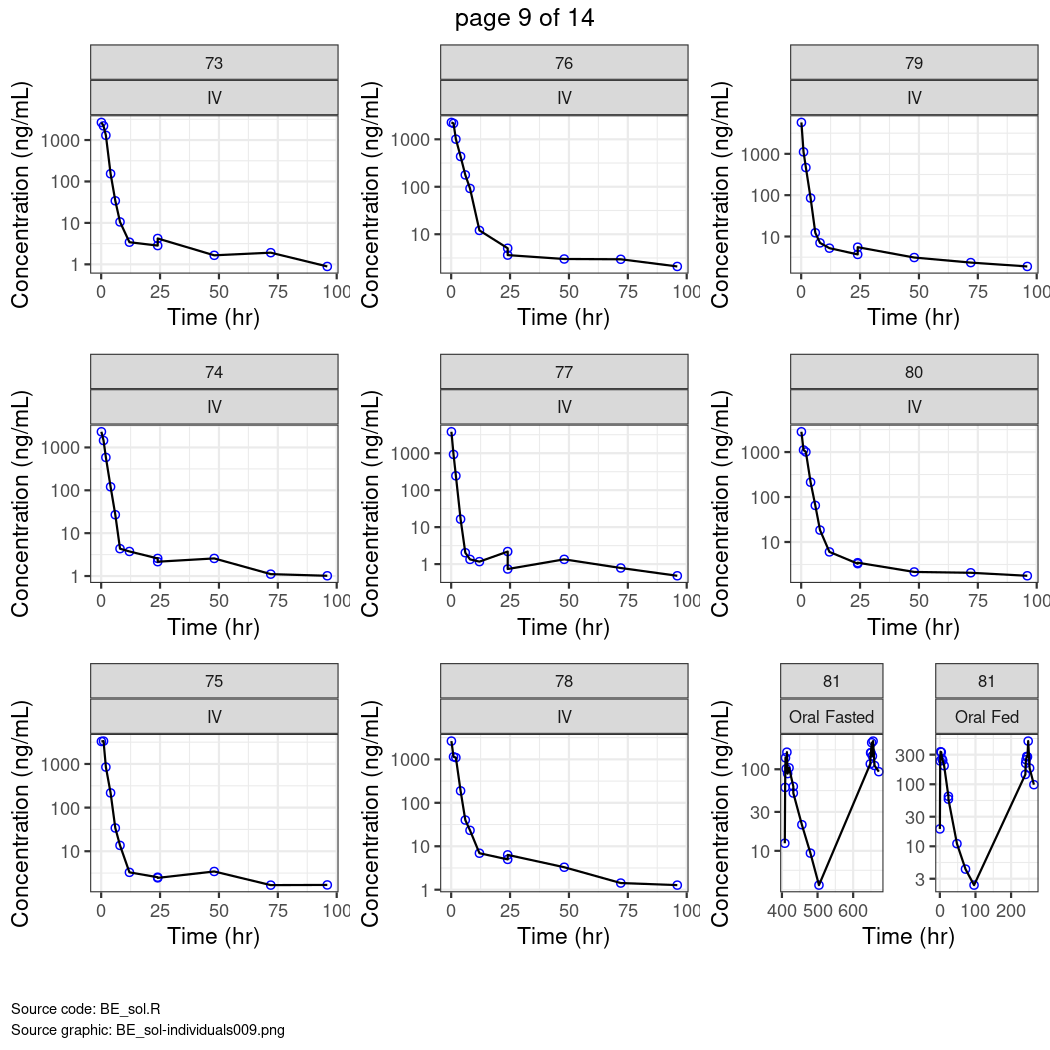 page 9 of 14
73
76
79
IV
IV
IV
Concentration (ng/mL)
1000
100
10
1
Concentration (ng/mL)
1000
100
10
Concentration (ng/mL)
1000
100
10
0 25 50 75 100
0 25 50 75 100
0 25 50 75 100
Time (hr)
Time (hr)
Time (hr)
74
77
80
IV
IV
IV
Concentration (ng/mL)
1000
100
10
1
Concentration (ng/mL)
1000
100
10
1
Concentration (ng/mL)
1000
100
10
0 25 50 75 100
0 25 50 75 100
0 25 50 75 100
Time (hr)
Time (hr)
Time (hr)
75
78
81
81
IV
IV
Oral Fasted
Oral Fed
Concentration (ng/mL)
1000
100
10
Concentration (ng/mL)
1000
100
10
1
Concentration (ng/mL)
100
30
10
300
100
30
10
3
0 25 50 75 100
0 25 50 75 100
400 500 600
0 100 200
Time (hr)
Time (hr)
Time (hr)
Source code: BE_sol.R
Source graphic: BE_sol-individuals009.png